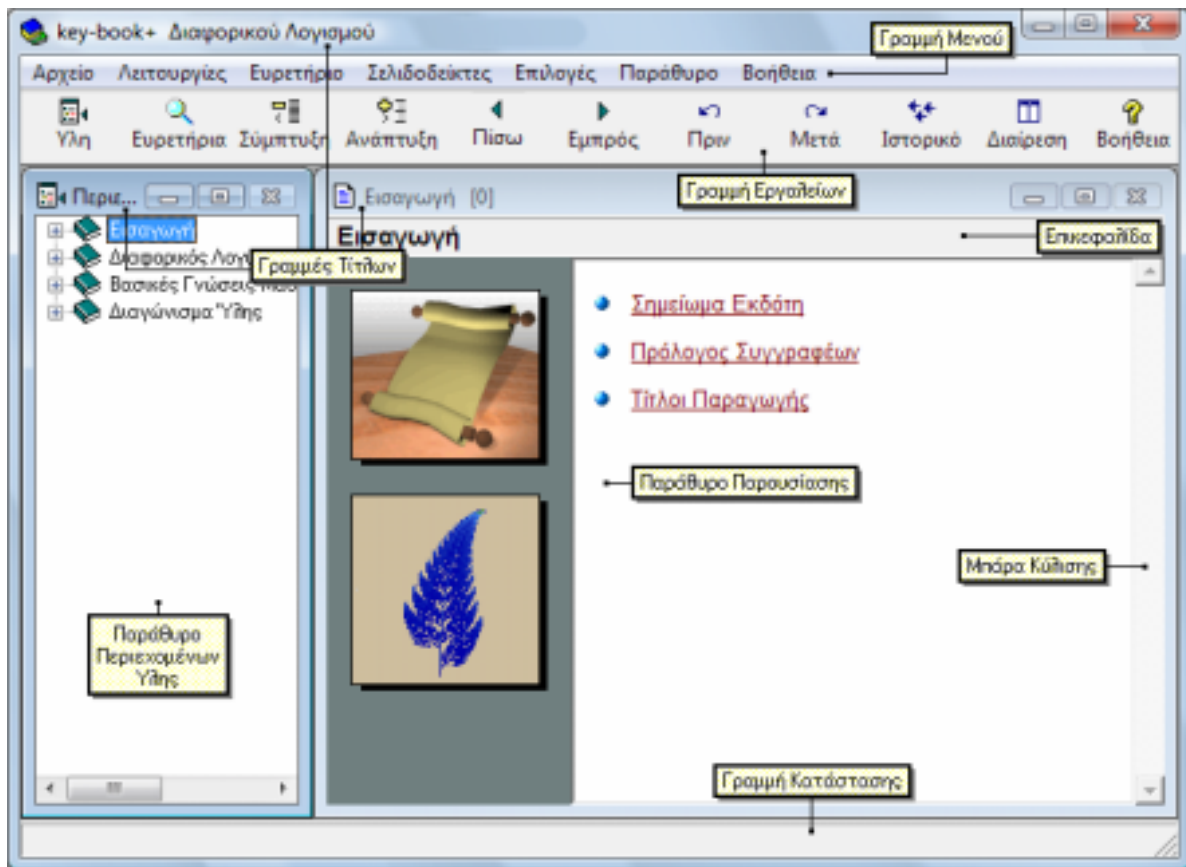 key-book+ Διαφορικού Λογισμού
Γραμμή Μενού
Αρχείο Λειτουργίες Ευρετήριο Σελιδοδείκτες Επιλογές Παράθυρο Βοήθεια
Ύλη Ευρετήρια Σύμπτυξη Ανάπτυξη Πίσω Εμπρός Πριν Μετά Ιστορικό Διαίρεση Βοήθεια
Γραμμή Εργαλείων
Περιε...
Εισαγωγή [0]
Εισαγωγή
Επικεφαλίδα
Εισαγωγή
Διαφορικός
Γραμμές Τίτλων
Βασικές Γνώσεις
Διαγώνισμα Ύλης
Σημείωμα Εκδότη
Πρόλογος Συγγραφέων
Τίτλοι Παραγωγής
Παράθυρο Παρουσίασης
Μπάρα Κύλισης
Παράθυρο
Περιεχομένων
Ύλης
Γραμμή Κατάστασης